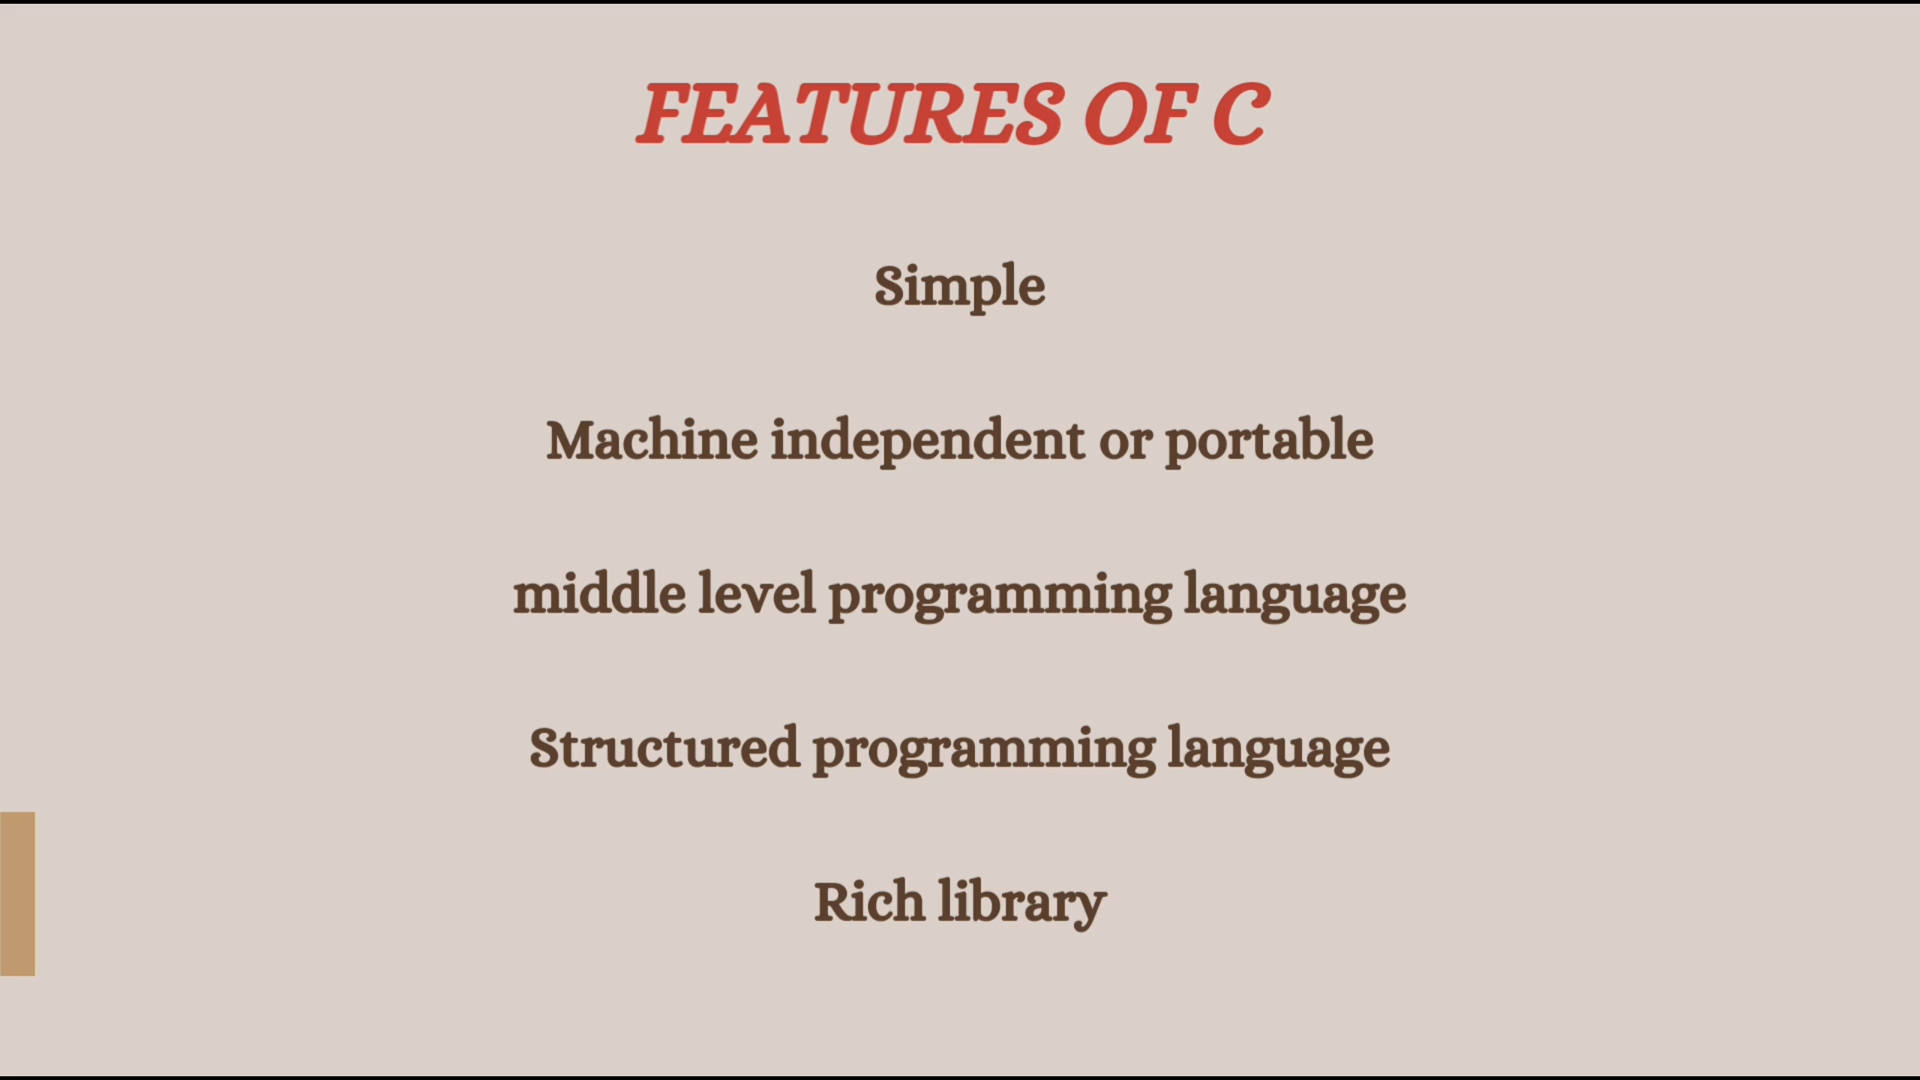 FEATURES OF C
Simple
Machine independent or portable
middle level programming language
Structured programming language
Rich library